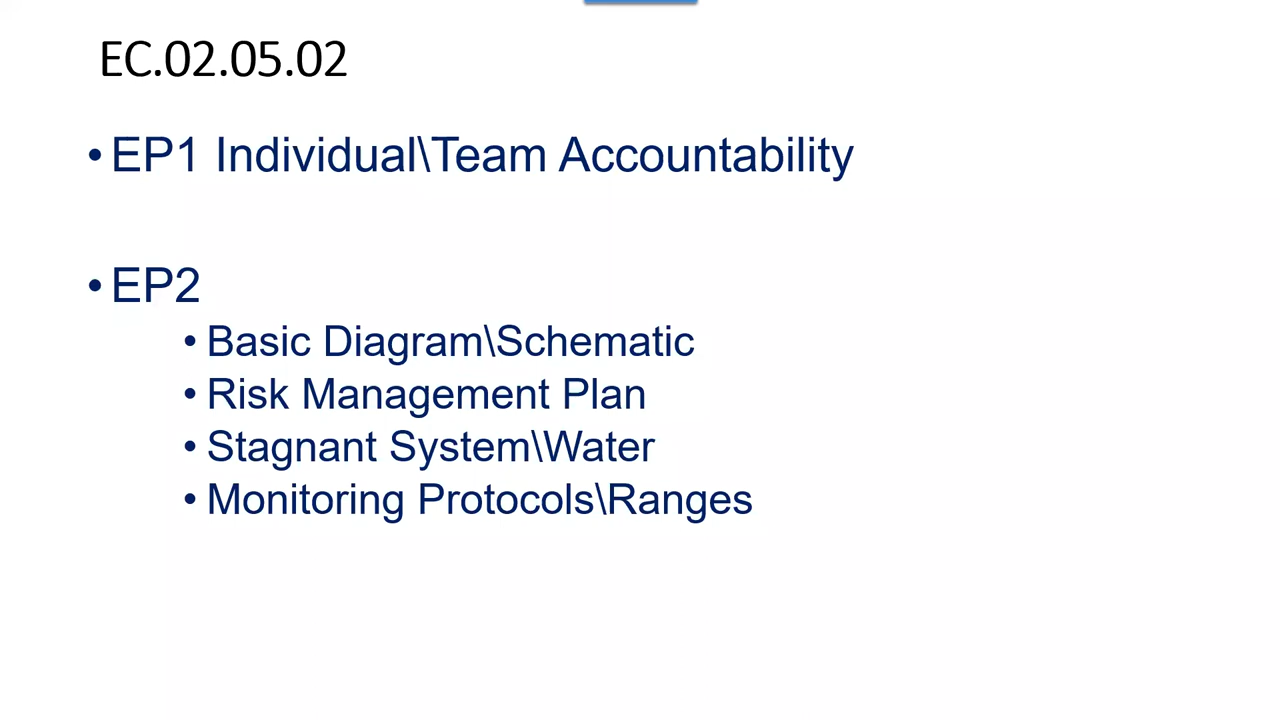 EC.02.05.02
• EP1 Individual\Team Accountability
• EP2
• Basic Diagram\Schematic
• Risk Management Plan
• Stagnant System\Water
• Monitoring Protocols\Ranges